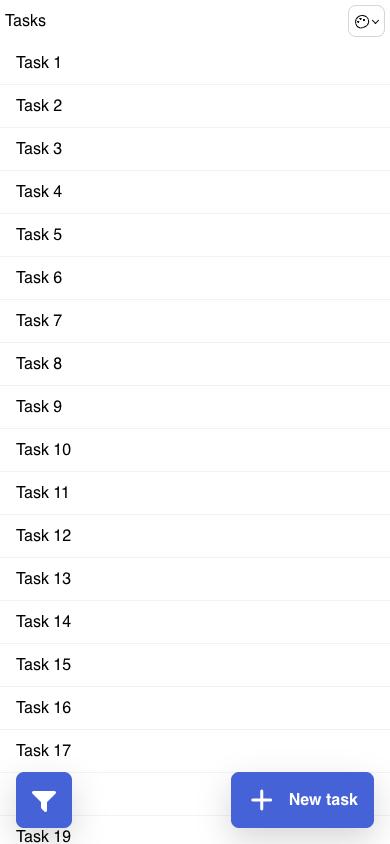 Tasks
Task 1
Task 2
Task 3
Task 4
Task 5
Task 6
Task 7
Task 8
Task 9
Task 10
Task 11
Task 12
Task 13
Task 14
Task 15
Task 16
Task 17
New task
Task 19